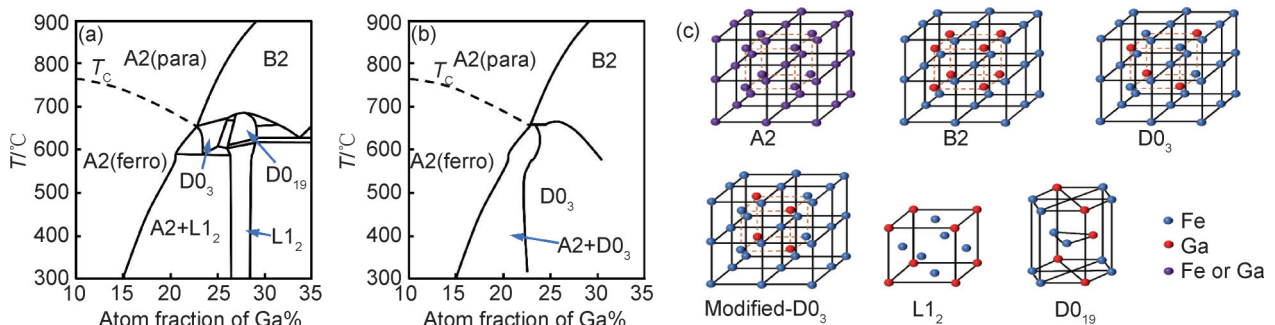 (a)
900
800
700
600
500
400
300
T/°C
A2(para)
B2
T_C
A2(ferro)
D0₃
D0₁₉
A2+L1₂
L1₂
10 15 20 25 30 35
Atom fraction of Ga%
(b)
900
800
700
600
500
400
300
T/°C
A2(para)
B2
T_C
A2(ferro)
D0₃
A2+D0₃
10 15 20 25 30 35
Atom fraction of Ga%
(c)
A2
B2
D0₃
Modified-D0₃
L1₂
D0₁₉
Fe
Ga
Fe or Ga